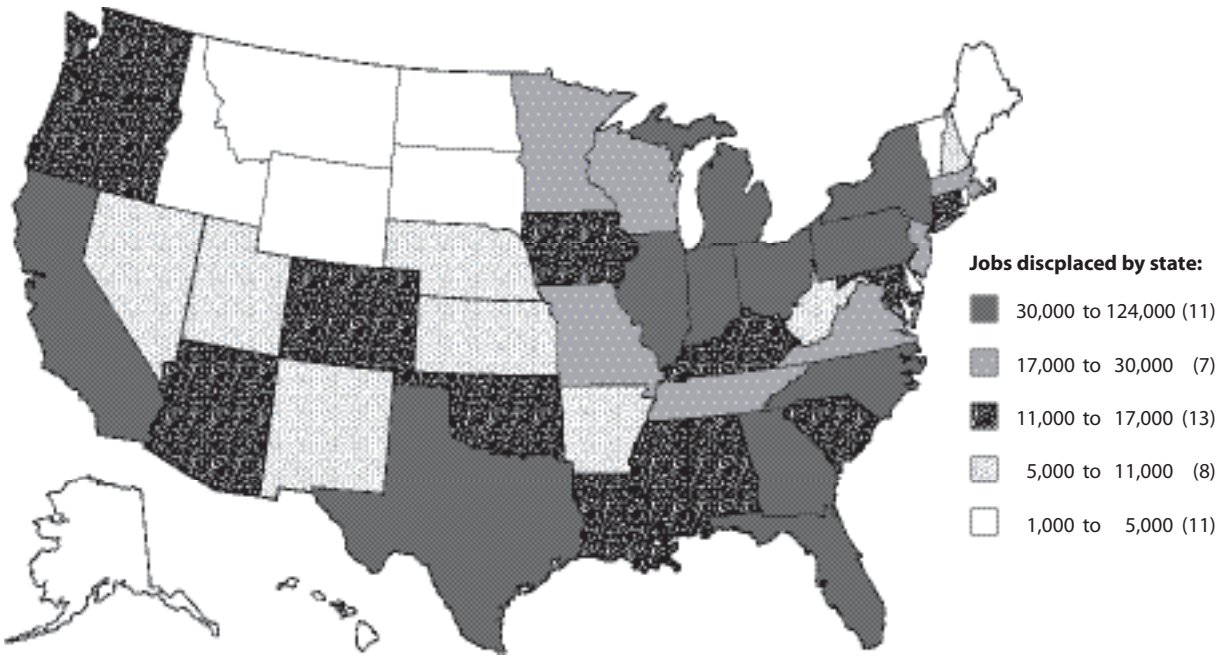 Jobs discplaced by state:
30,000 to 124,000 (11)
17,000 to 30,000 (7)
11,000 to 17,000 (13)
5,000 to 11,000 (8)
1,000 to 5,000 (11)